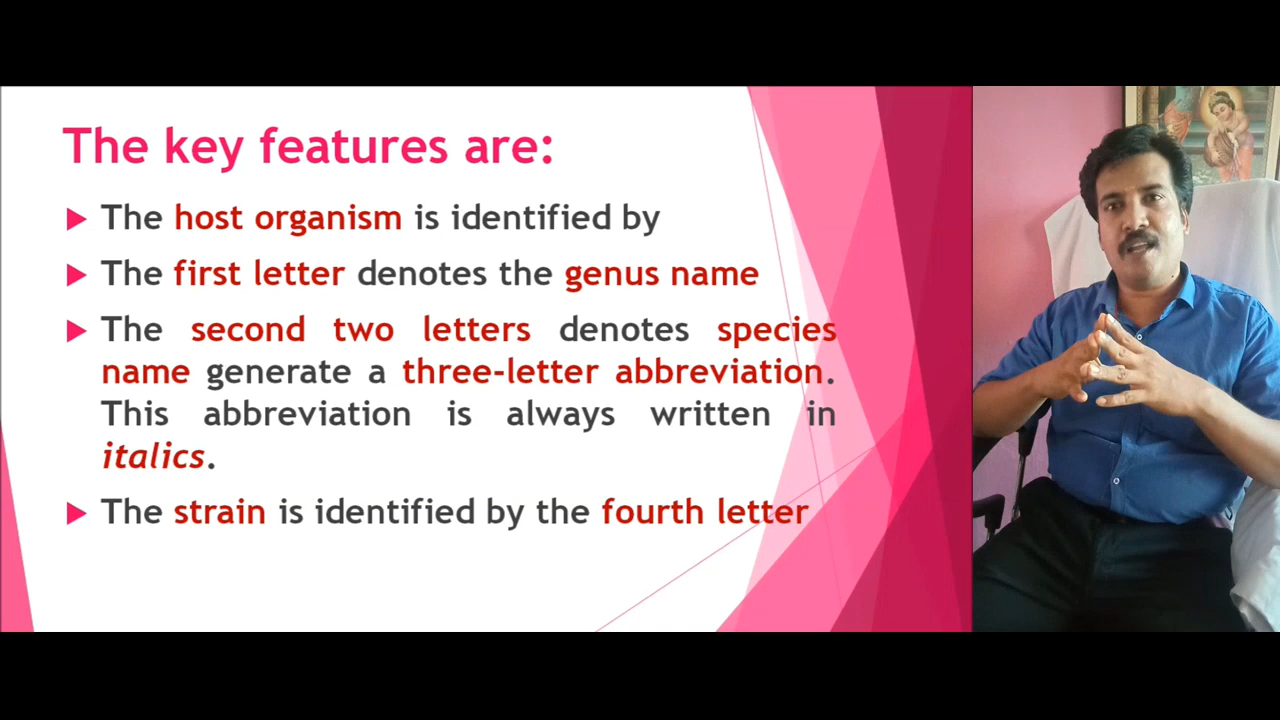 The key features are:
The host organism is identified by
The first letter denotes the genus name
The second two letters denotes species
name generate a three-letter abbreviation.
This abbreviation is always written in
italics.
The strain is identified by the fourth letter